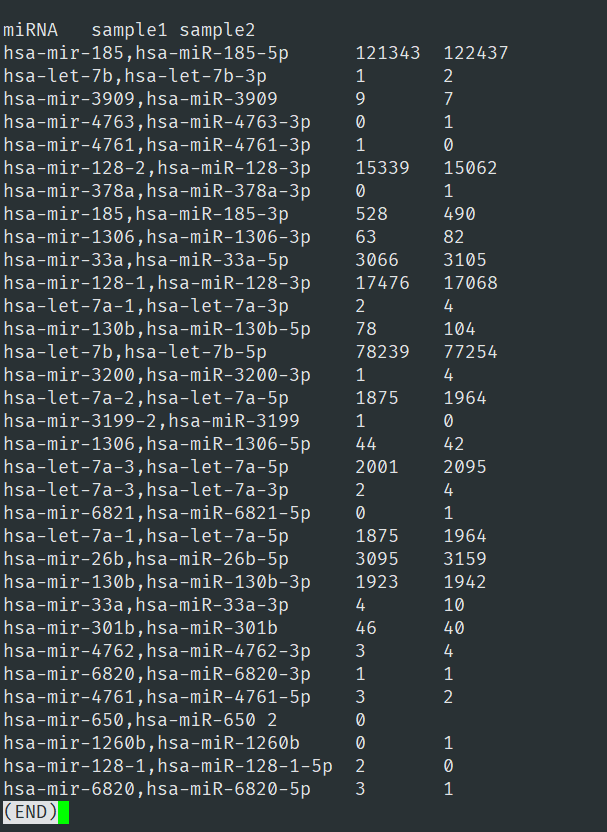 miRNA sample1 sample2
hsa-mir-185,hsa-miR-185-5p 121343 122437
hsa-let-7b,hsa-let-7b-3p 1 2
hsa-mir-3909,hsa-miR-3909 9 7
hsa-mir-4763,hsa-miR-4763-3p 0 1
hsa-mir-4761,hsa-miR-4761-3p 1 0
hsa-mir-128-2,hsa-miR-128-3p 15339 15062
hsa-mir-378a,hsa-miR-378a-3p 0 1
hsa-mir-185,hsa-miR-185-3p 528 490
hsa-mir-1306,hsa-miR-1306-3p 63 82
hsa-mir-33a,hsa-miR-33a-5p 3066 3105
hsa-mir-128-1,hsa-miR-128-3p 17476 17068
hsa-let-7a-1,hsa-let-7a-3p 2 4
hsa-mir-130b,hsa-miR-130b-5p 78 104
hsa-let-7b,hsa-let-7b-5p 78239 77254
hsa-mir-3200,hsa-miR-3200-3p 1 4
hsa-let-7a-2,hsa-let-7a-5p 1875 1964
hsa-mir-3199-2,hsa-miR-3199 1 0
hsa-mir-1306,hsa-miR-1306-5p 44 42
hsa-let-7a-3,hsa-let-7a-5p 2001 2095
hsa-let-7a-3,hsa-let-7a-3p 2 4
hsa-mir-6821,hsa-miR-6821-5p 0 1
hsa-let-7a-1,hsa-let-7a-5p 1875 1964
hsa-mir-26b,hsa-miR-26b-5p 3095 3159
hsa-mir-130b,hsa-miR-130b-3p 1923 1942
hsa-mir-33a,hsa-miR-33a-3p 4 10
hsa-mir-301b,hsa-miR-301b 46 40
hsa-mir-4762,hsa-miR-4762-3p 3 4
hsa-mir-6820,hsa-miR-6820-3p 1 1
hsa-mir-4761,hsa-miR-4761-5p 3 2
hsa-mir-650,hsa-miR-650 2 0
hsa-mir-1260b,hsa-miR-1260b 0 1
hsa-mir-128-1,hsa-miR-128-1-5p 2 0
hsa-mir-6820,hsa-miR-6820-5p 3 1
(END)